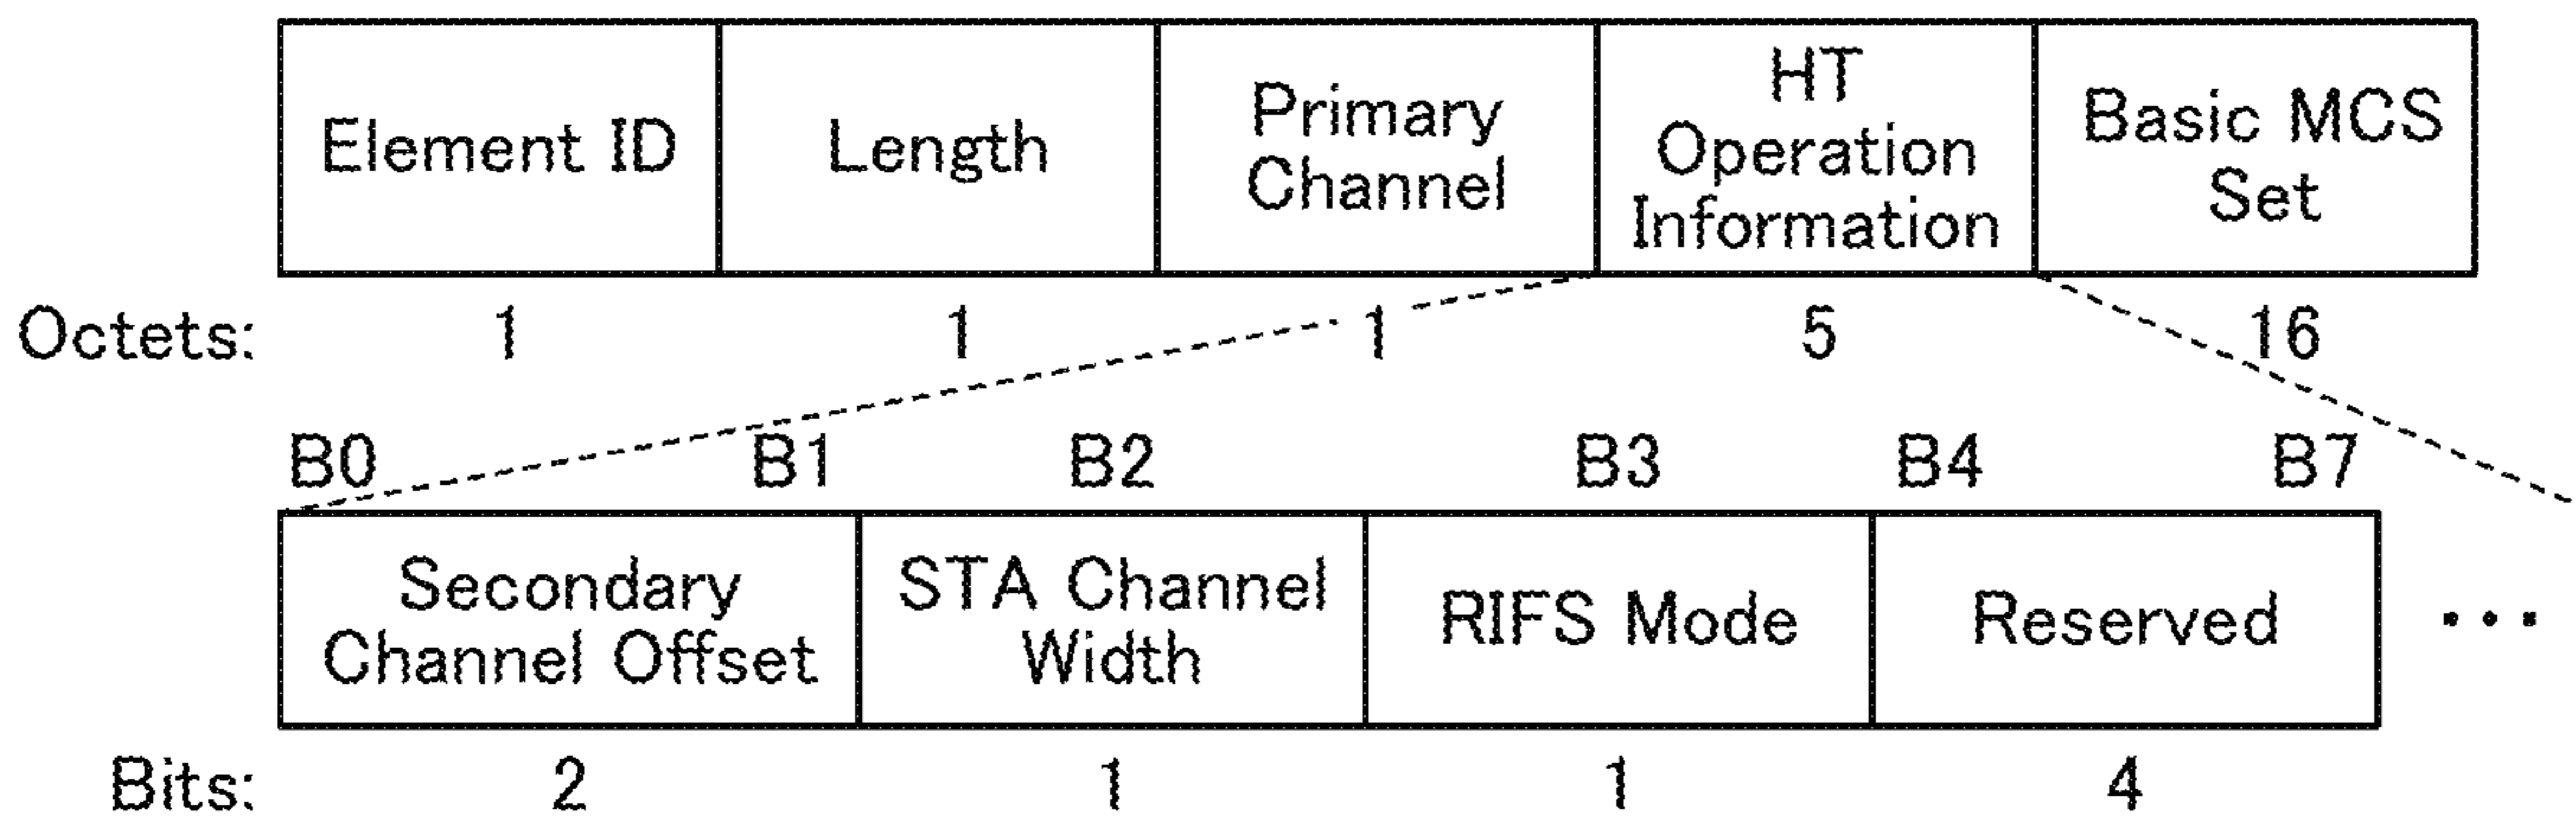 Element ID
Length
Primary
Channel
HT
Operation
Information
Basic MCS
Set
Octets: 1 1 1 5 16
B0 B1 B2 B3 B4 B7
Secondary
Channel Offset
STA Channel
Width
RIFS Mode
Reserved
...
Bits: 2 1 1 4